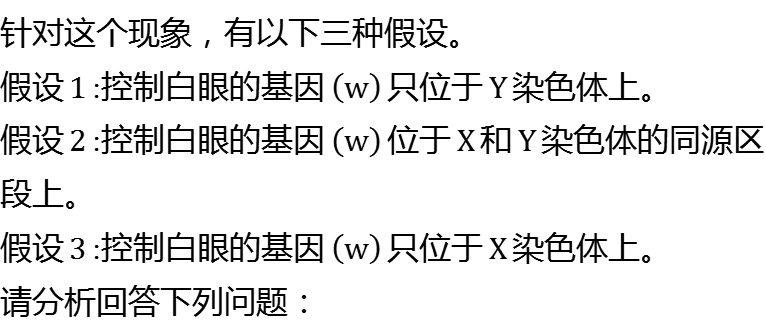 针对这个现象，有以下三种假设。
假设1:控制白眼的基因(w)只位于Y染色体上。
假设2:控制白眼的基因(w)位于X和Y染色体的同源区
段上。
假设3:控制白眼的基因(w)只位于X染色体上。
请分析回答下列问题：